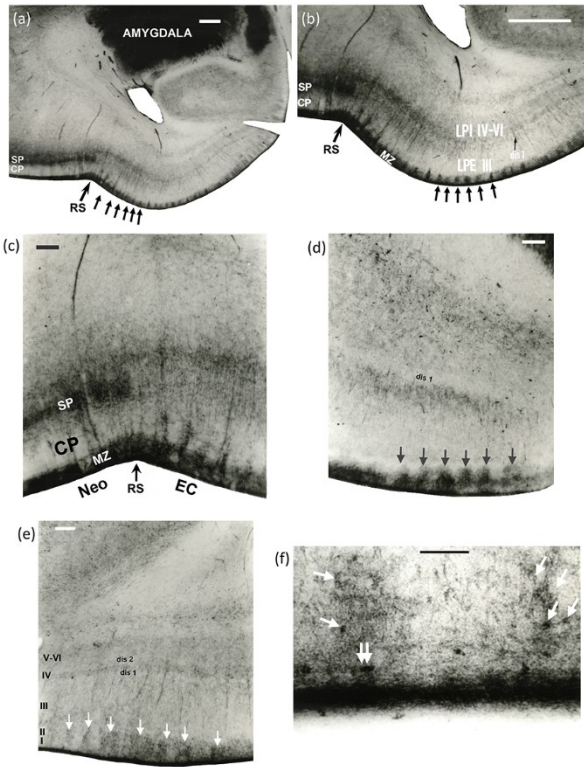 (a)
AMYGDALA
SP
CP
RS
(b)
SP
CP
RS
MZ
LPI IV-VI
LPE III
dis 1
(c)
SP
CP
MZ
Neo
RS
EC
(d)
dis 1
(e)
V-VI
IV
III
II
I
dis 2
dis 1
(f)